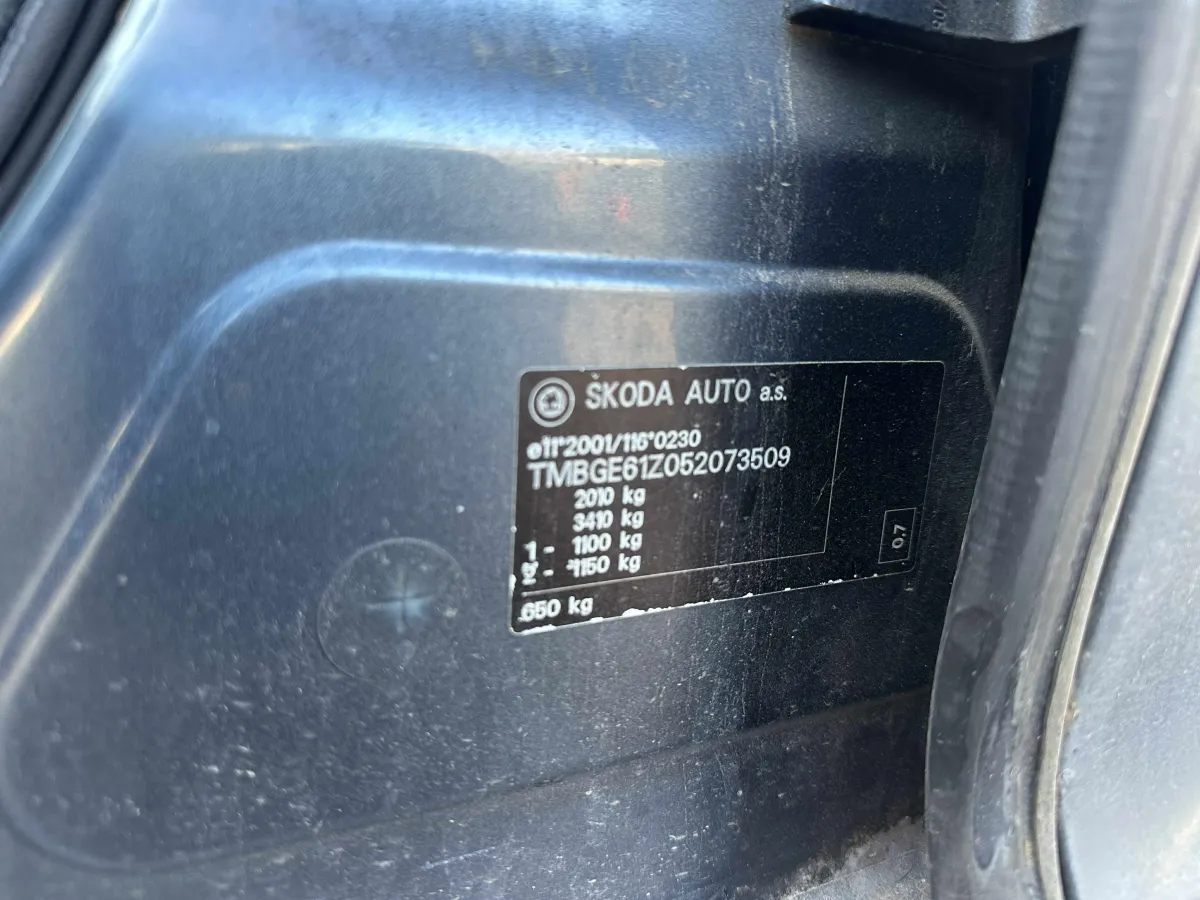 ŠKODA AUTO a.s.
e11*2001/116*0230
TMBGE61Z052073509
2010 kg
3410 kg
1 - 1100 kg
2 - 1150 kg
650 kg
0,7